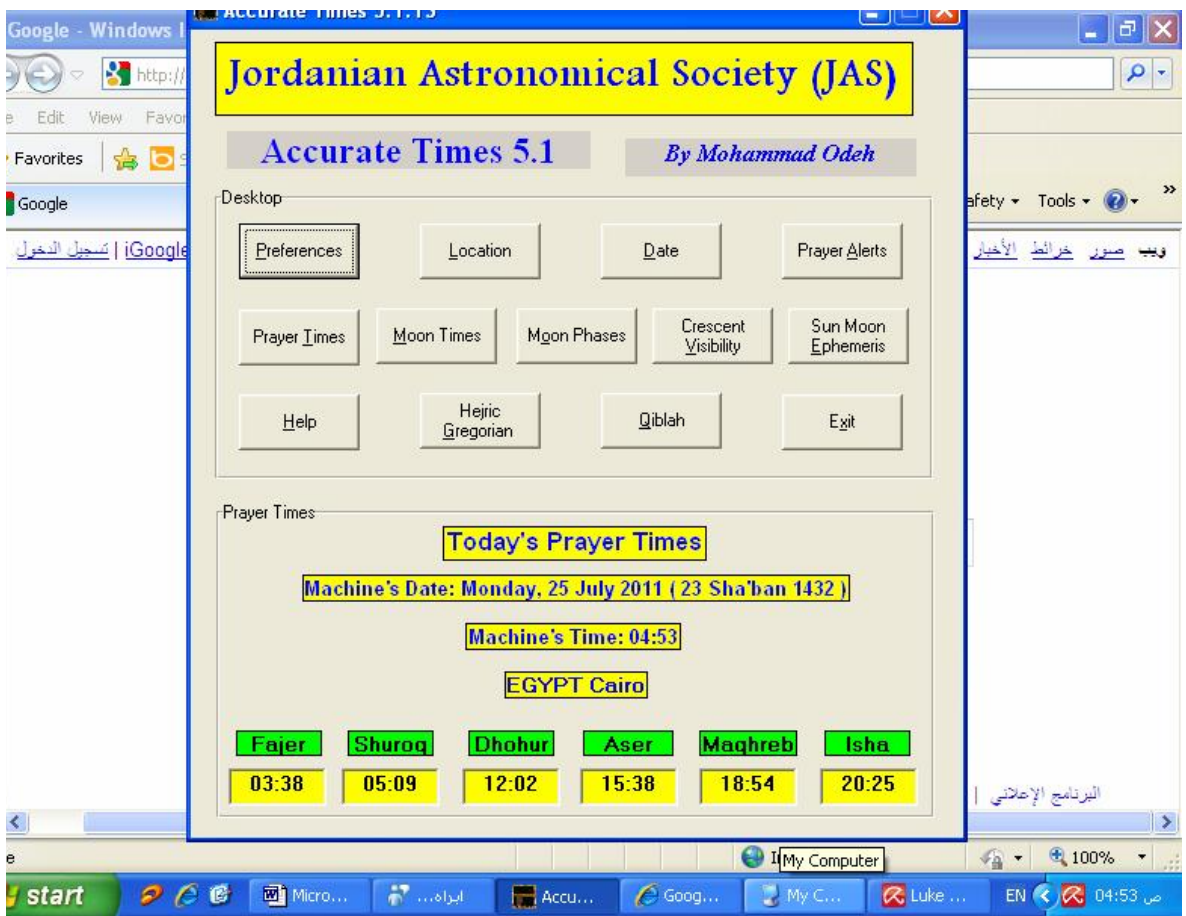 Accurate Times 5.1.13
Google - Windows I
http://
Edit View Favor
Favorites
Google
afety Tools »
iGoogle | تسجيل الدخول
ويب صور خرائط الأخبار
Jordanian Astronomical Society (JAS)
Accurate Times 5.1 By Mohammad Odeh
Desktop
Preferences Location Date Prayer Alerts
Prayer Times Moon Times Moon Phases Crescent Visibility Sun Moon Ephemeris
Help Hejric Gregorian Qiblah Exit
Prayer Times
Today's Prayer Times
Machine's Date: Monday, 25 July 2011 ( 23 Sha'ban 1432 )
Machine's Time: 04:53
EGYPT Cairo
Fajer Shuroq Dhohur Aser Maghreb Isha
03:38 05:09 12:02 15:38 18:54 20:25
البرنامج الإعلاني |
My Computer 100%
start Micro... ابراه... Accu... Goog... My C... Luke ... EN 04:53 ص